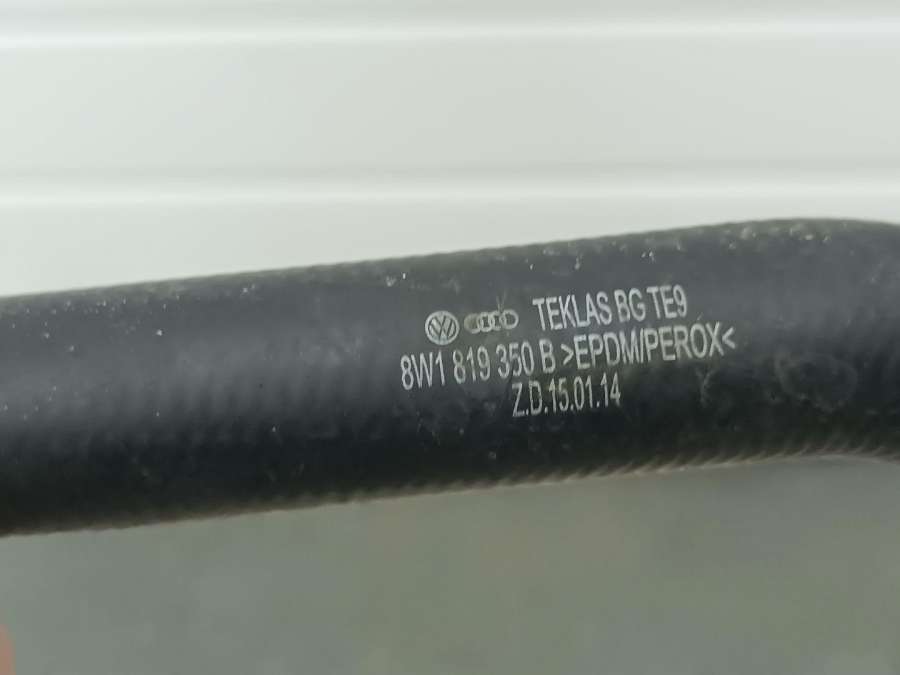 TEKLAS BG TE9
8W1 819 350 B >EPDM/PEROX<
Z.D.15.01.14